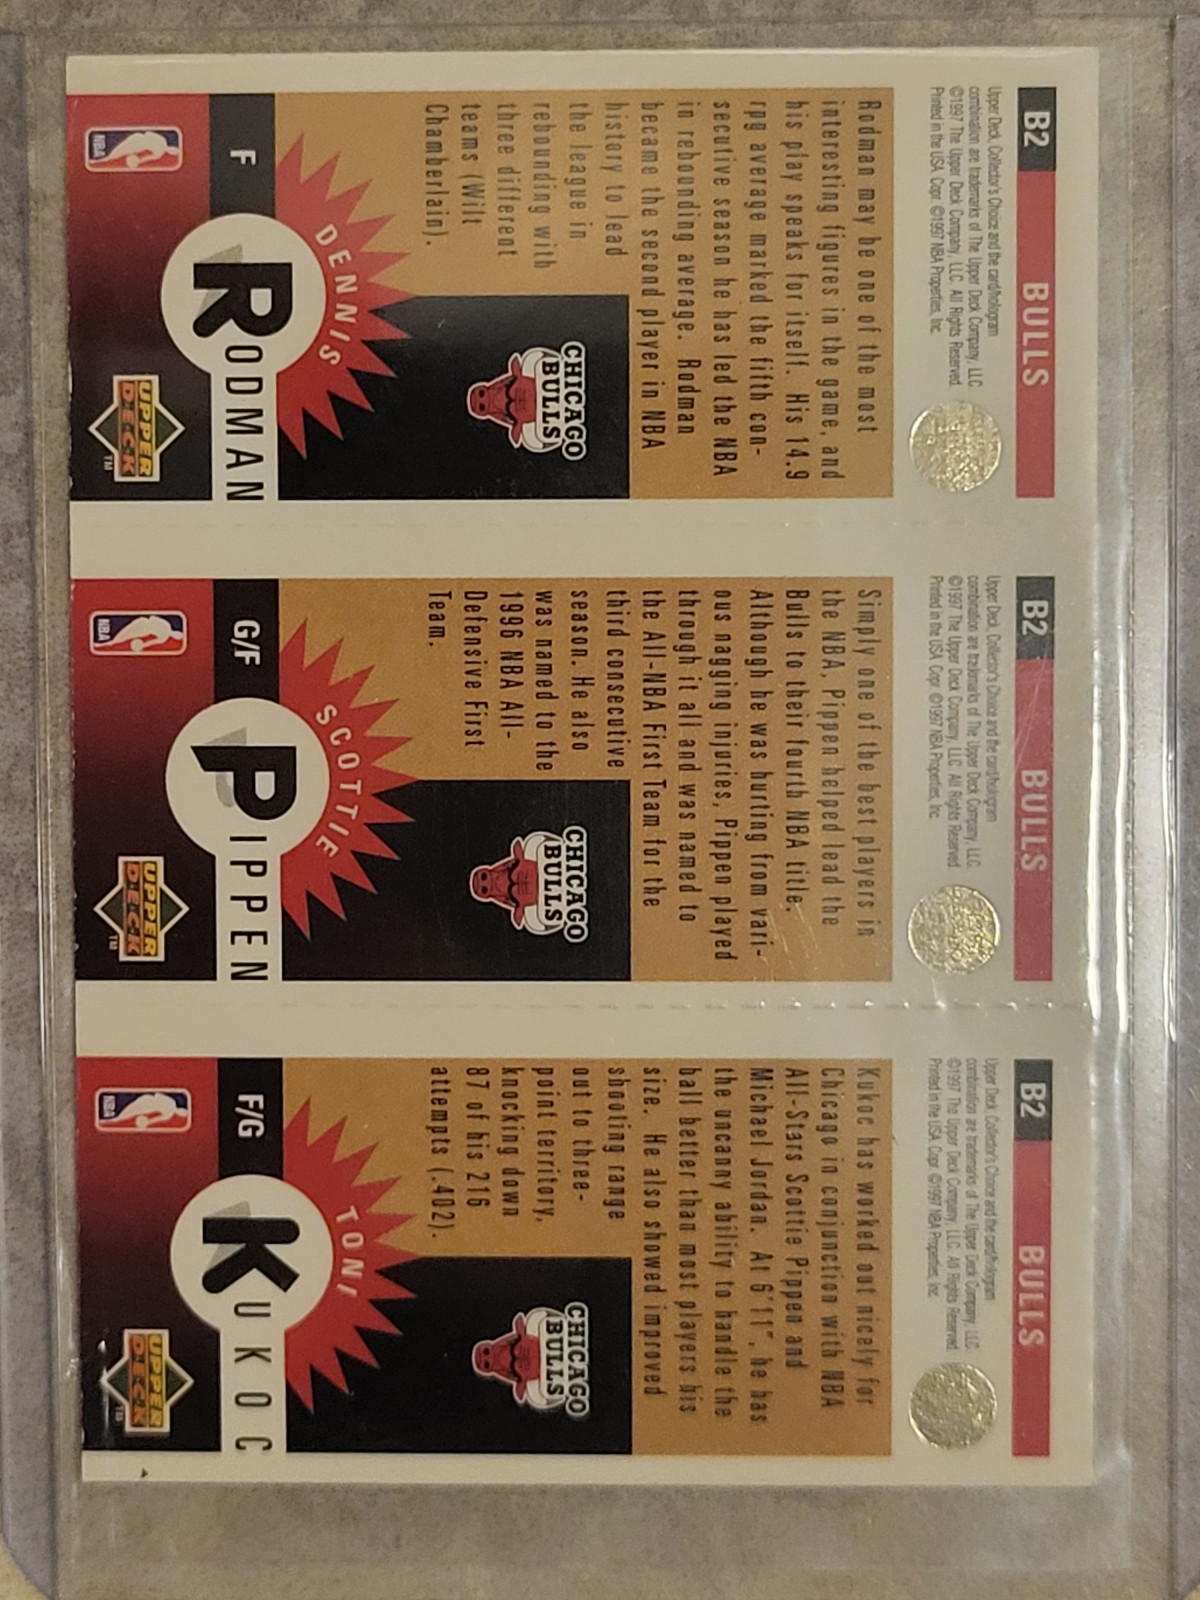 B2 BULLS
Upper Deck, Collector's Choice and the card/hologram
combination are trademarks of The Upper Deck Company, LLC.
©1997 The Upper Deck Company, LLC. All Rights Reserved.
Printed in the USA. Copr. ©1997 NBA Properties, Inc.
Rodman may be one of the most
interesting figures in the game, and
his play speaks for itself. His 14.9
rpg average marked the fifth con-
secutive season he has led the NBA
in rebounding average. Rodman
became the second player in NBA
history to lead
the league in
rebounding with
three different
teams (Wilt
Chamberlain).
CHICAGO
BULLS
DENNIS
F RODMAN
NBA
UPPER
DECK
TM
B2 BULLS
Upper Deck, Collector's Choice and the card/hologram
combination are trademarks of The Upper Deck Company, LLC.
©1997 The Upper Deck Company, LLC. All Rights Reserved.
Printed in the USA. Copr. ©1997 NBA Properties, Inc.
Simply one of the best players in
the NBA, Pippen helped lead the
Bulls to their fourth NBA title.
Although he was hurting from vari-
ous nagging injuries, Pippen played
through it all and was named to
the All-NBA First Team for the
third consecutive
season. He also
was named to the
1996 NBA All-
Defensive First
Team.
CHICAGO
BULLS
SCOTTIE
G/F PIPPEN
NBA
UPPER
DECK
TM
B2 BULLS
Upper Deck, Collector's Choice and the card/hologram
combination are trademarks of The Upper Deck Company, LLC.
©1997 The Upper Deck Company, LLC. All Rights Reserved.
Printed in the USA. Copr. ©1997 NBA Properties, Inc.
Kukoc has worked out nicely for
Chicago in conjunction with NBA
All-Stars Scottie Pippen and
Michael Jordan. At 6'11", he has
the uncanny ability to handle the
ball better than most players his
size. He also showed improved
shooting range
out to three-
point territory,
knocking down
87 of his 216
attempts (.402).
CHICAGO
BULLS
TONI
F/G KUKOC
NBA
UPPER
DECK
TM